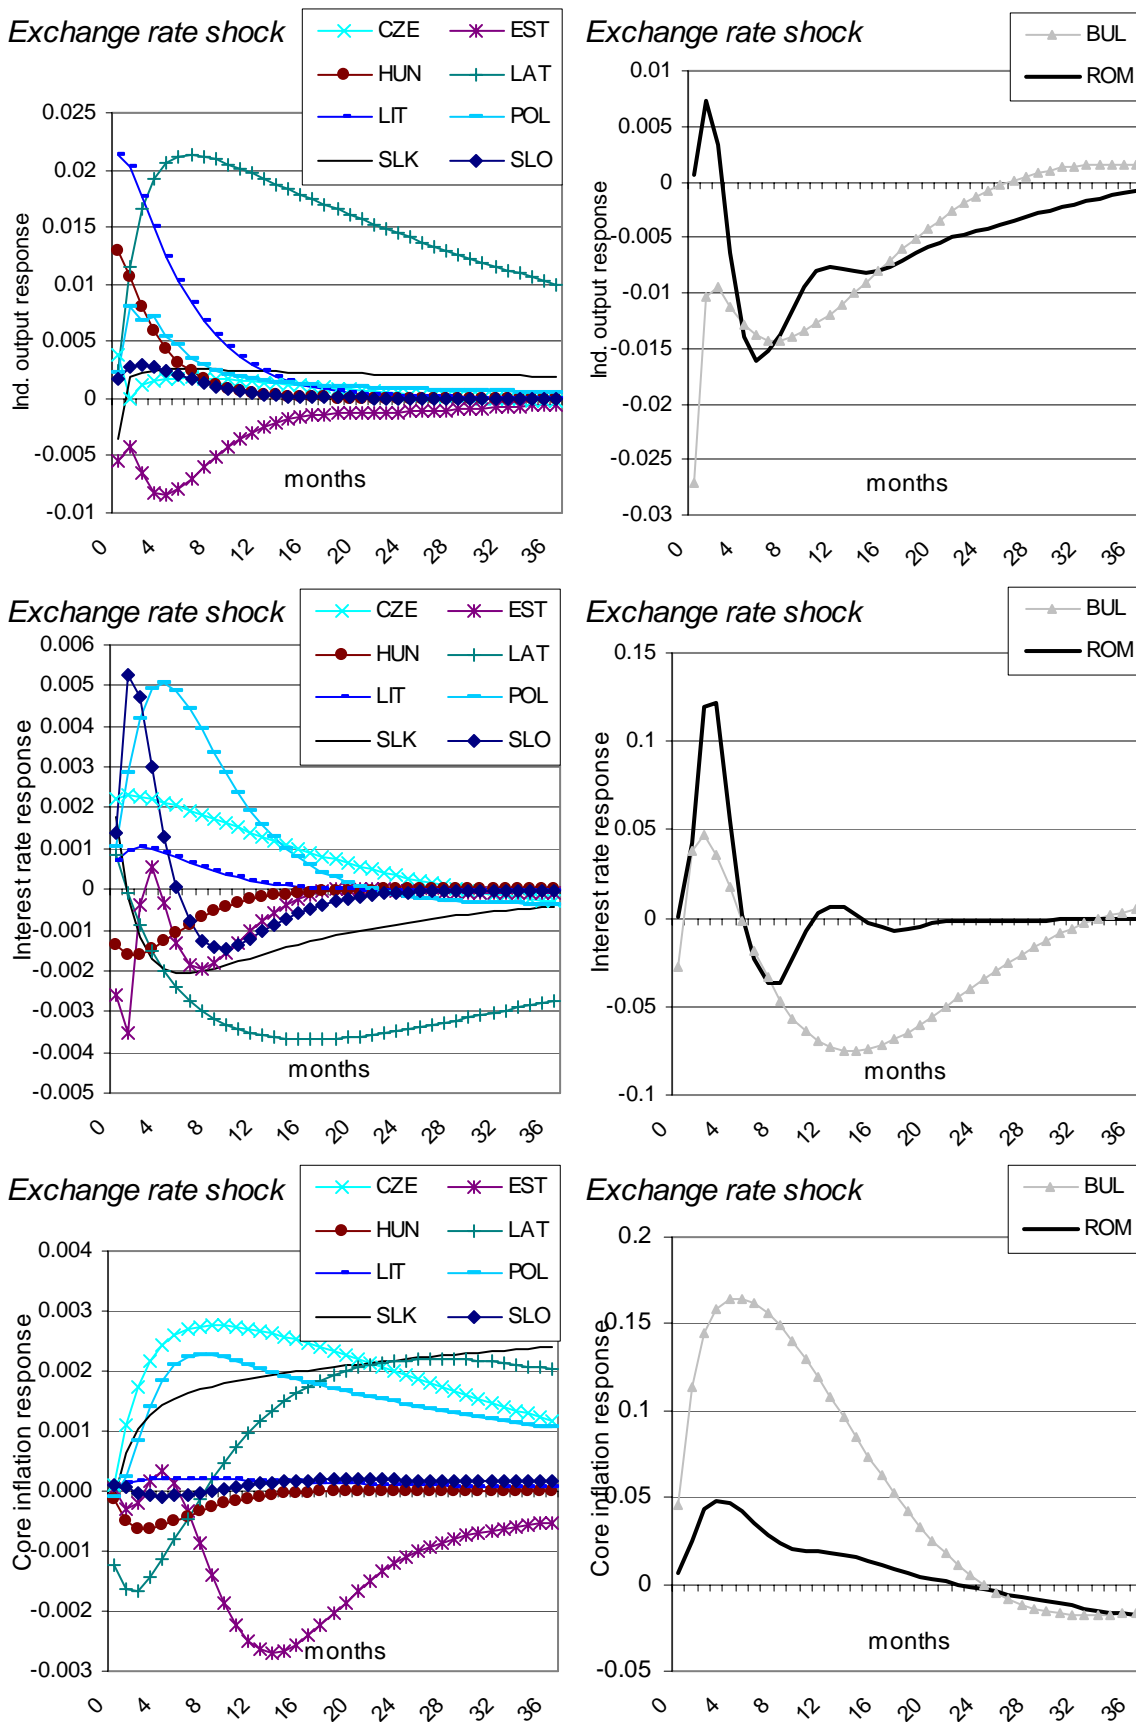 Exchange rate shock
CZE
EST
HUN
LAT
LIT
POL
SLK
SLO
0.025
0.02
0.015
0.01
0.005
0
-0.005
-0.01
Ind. output response
months
0
4
8
12
16
20
24
28
32
36
Exchange rate shock
BUL
ROM
0.01
0.005
0
-0.005
-0.01
-0.015
-0.02
-0.025
-0.03
Ind. output response
months
0
4
8
12
16
20
24
28
32
36
Exchange rate shock
CZE
EST
HUN
LAT
LIT
POL
SLK
SLO
0.006
0.005
0.004
0.003
0.002
0.001
0
-0.001
-0.002
-0.003
-0.004
-0.005
Interest rate response
months
0
4
8
12
16
20
24
28
32
36
Exchange rate shock
BUL
ROM
0.15
0.1
0.05
0
-0.05
-0.1
Interest rate response
months
0
4
8
12
16
20
24
28
32
36
Exchange rate shock
CZE
EST
HUN
LAT
LIT
POL
SLK
SLO
0.004
0.003
0.002
0.001
0.000
-0.001
-0.002
-0.003
Core inflation response
months
0
4
8
12
16
20
24
28
32
36
Exchange rate shock
BUL
ROM
0.2
0.15
0.1
0.05
0
-0.05
Core inflation response
months
0
4
8
12
16
20
24
28
32
36